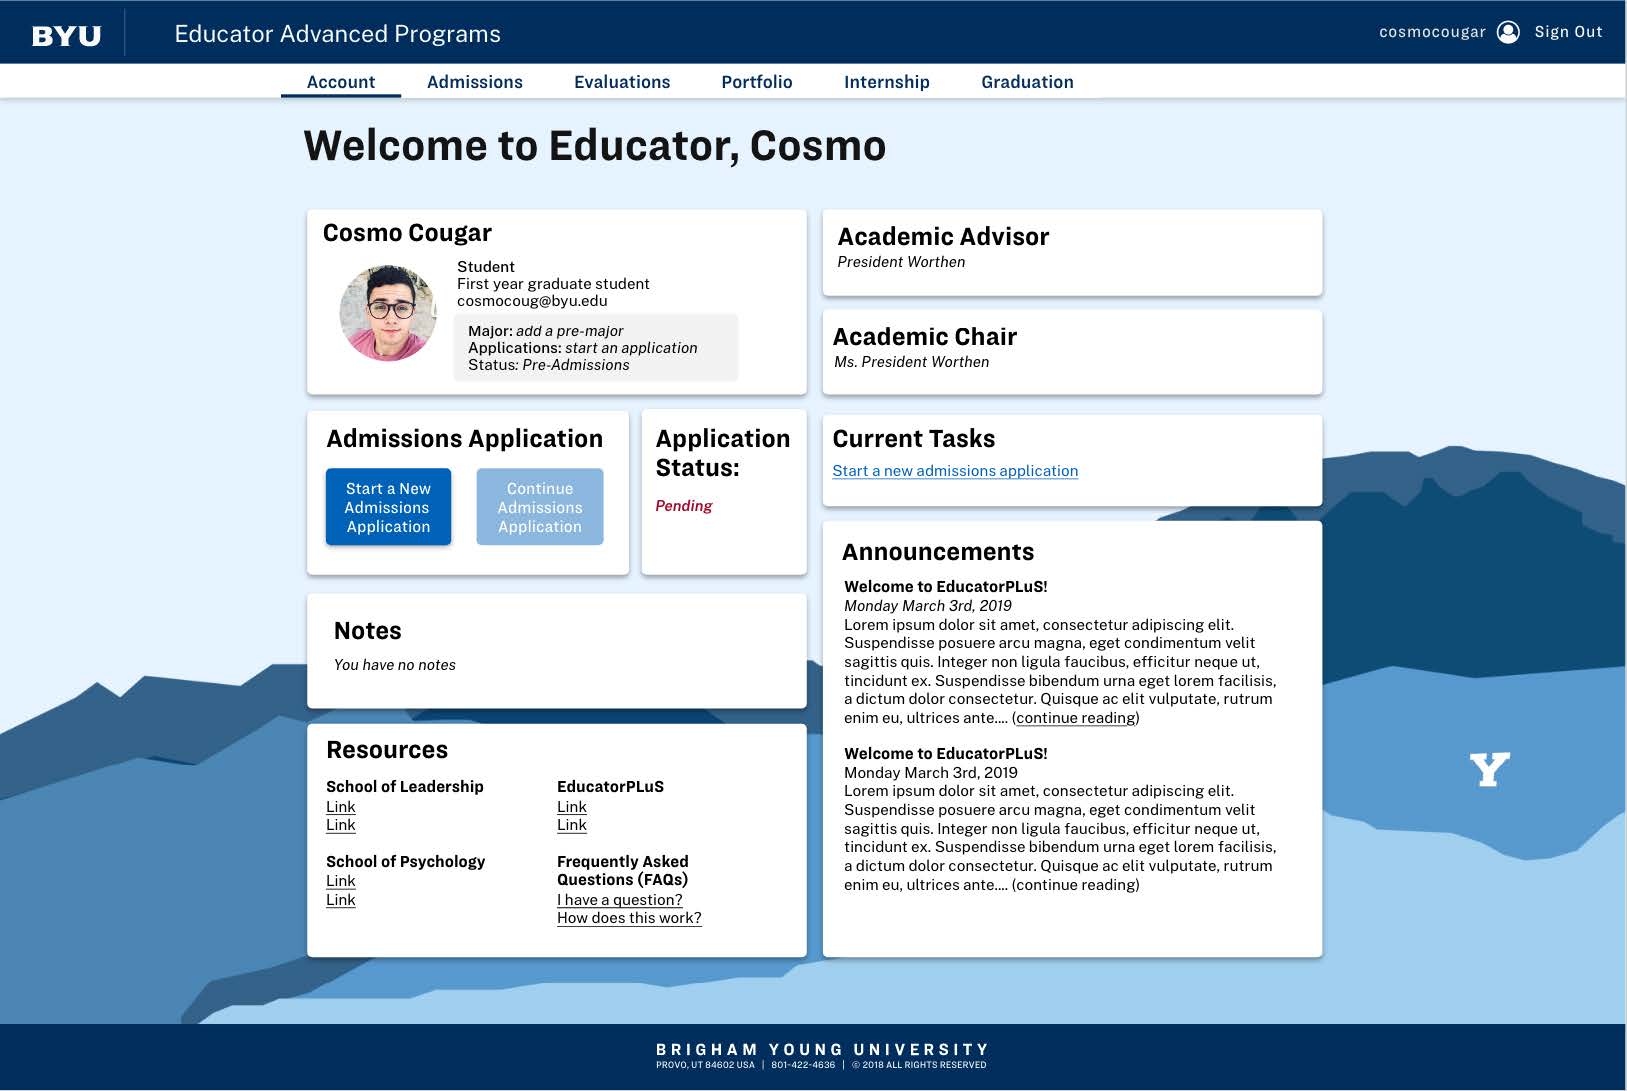 BYU
Educator Advanced Programs
cosmocougar
Sign Out
Account
Admissions
Evaluations
Portfolio
Internship
Graduation
Welcome to Educator, Cosmo
Cosmo Cougar
Student
First year graduate student
cosmocoug@byu.edu
Major: add a pre-major
Applications: start an application
Status: Pre-Admissions
Academic Advisor
President Worthen
Academic Chair
Ms. President Worthen
Admissions Application
Start a New
Admissions
Application
Continue
Admissions
Application
Application
Status:
Pending
Current Tasks
Start a new admissions application
Notes
You have no notes
Resources
School of Leadership
Link
Link
EducatorPLuS
Link
Link
School of Psychology
Link
Link
Frequently Asked
Questions (FAQs)
I have a question?
How does this work?
Announcements
Welcome to EducatorPLuS!
Monday March 3rd, 2019
Lorem ipsum dolor sit amet, consectetur adipiscing elit.
Suspendisse posuere arcu magna, eget condimentum velit
sagittis quis. Integer non ligula faucibus, efficitur neque ut,
tincidunt ex. Suspendisse bibendum urna eget lorem facilisis,
a dictum dolor consectetur. Quisque ac elit vulputate, rutrum
enim eu, ultrices ante.... (continue reading)
Welcome to EducatorPLuS!
Monday March 3rd, 2019
Lorem ipsum dolor sit amet, consectetur adipiscing elit.
Suspendisse posuere arcu magna, eget condimentum velit
sagittis quis. Integer non ligula faucibus, efficitur neque ut,
tincidunt ex. Suspendisse bibendum urna eget lorem facilisis,
a dictum dolor consectetur. Quisque ac elit vulputate, rutrum
enim eu, ultrices ante.... (continue reading)
Y
BRIGHAM YOUNG UNIVERSITY
PROVO, UT 84602 USA | 801-422-4636 | © 2018 ALL RIGHTS RESERVED